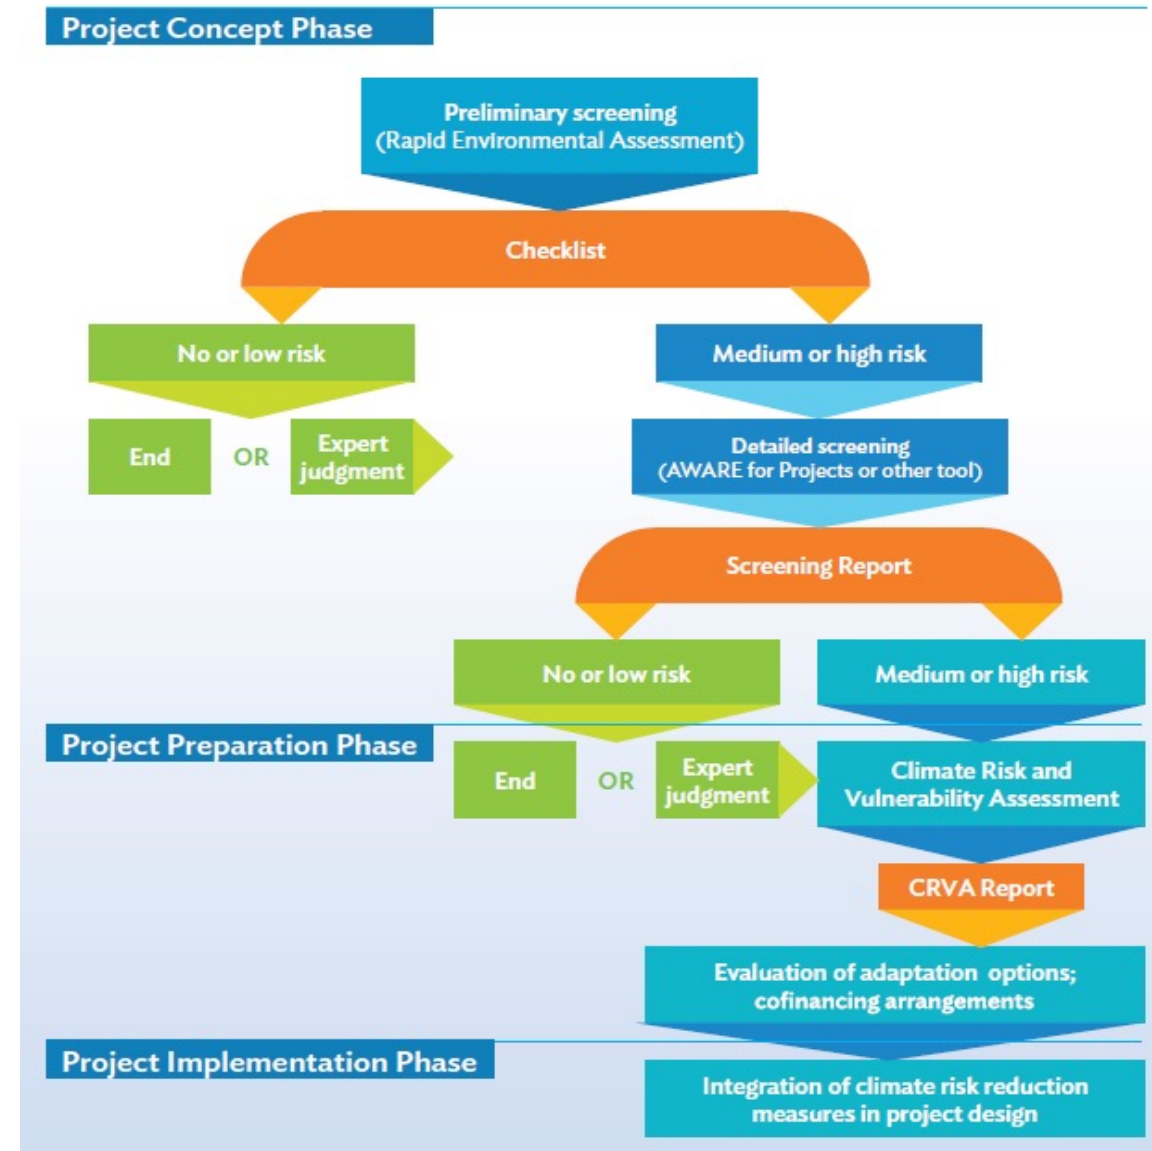 Project Concept Phase
Preliminary screening
(Rapid Environmental Assessment)
Checklist
No or low risk
Medium or high risk
End
OR
Expert
judgment
Detailed screening
(AWARE for Projects or other tool)
Screening Report
No or low risk
Medium or high risk
Project Preparation Phase
End
OR
Expert
judgment
Climate Risk and
Vulnerability Assessment
CRVA Report
Evaluation of adaptation options;
cofinancing arrangements
Project Implementation Phase
Integration of climate risk reduction
measures in project design